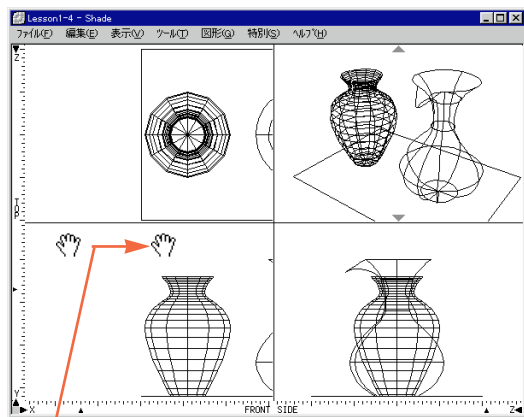 Lesson1-4 - Shade
ファイル(F) 編集(E) 表示(V) ツール(T) 図形(G) 特別(S) ヘルプ(H)
Z
TOP
Y
X FRONT SIDE Z